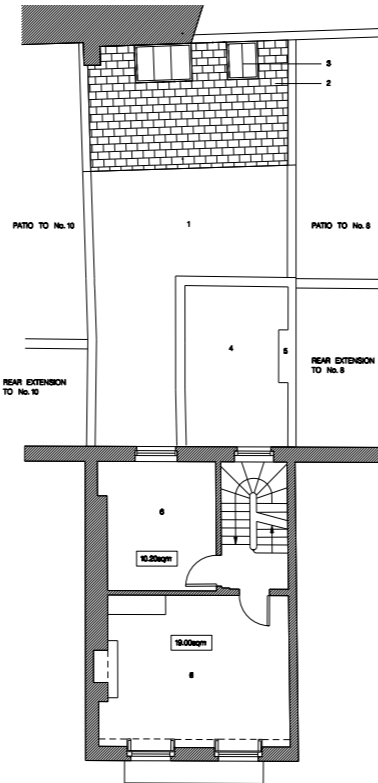 3
2
PATIO TO No. 10
1
PATIO TO No. 8
4
5
REAR EXTENSION
TO No. 10
REAR EXTENSION
TO No. 8
6
10.20sqm
19.00sqm
6